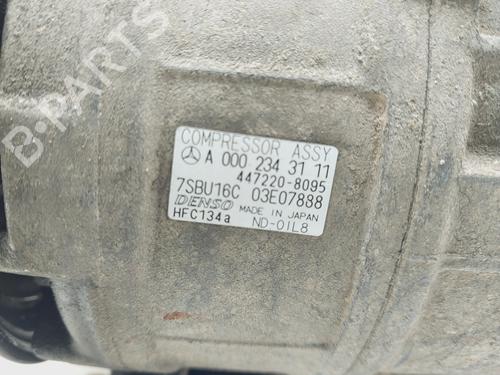 B-PARTS
COMPRESSOR ASSY
A 000 234 31 11
447220-8095
7SBU16C 03E07888
DENSO MADE IN JAPAN
HFC134a ND-OIL8